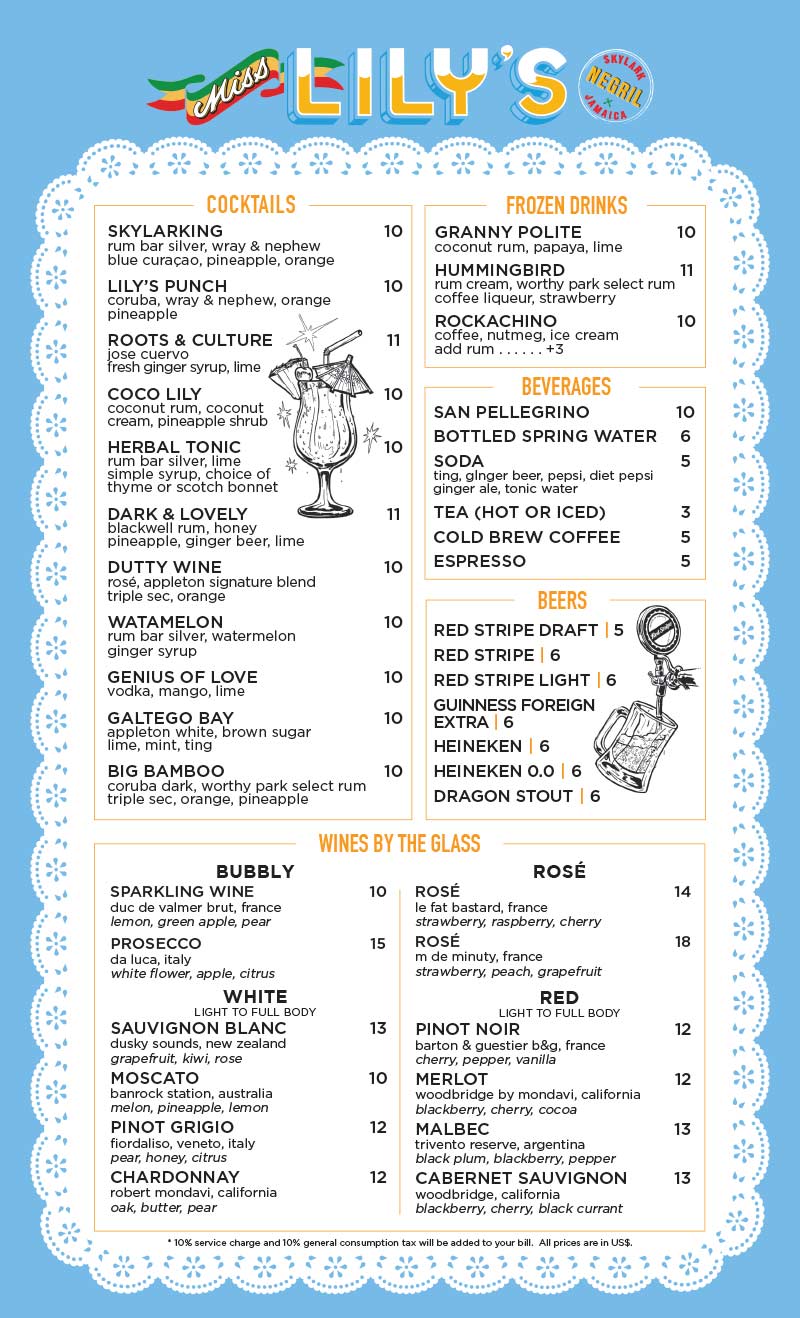 Miss LILY'S
SKYLARK
NEGRIL
X
JAMAICA
COCKTAILS
SKYLARKING 10
rum bar silver, wray & nephew
blue curaçao, pineapple, orange
LILY'S PUNCH 10
coruba, wray & nephew, orange
pineapple
ROOTS & CULTURE 11
jose cuervo
fresh ginger syrup, lime
COCO LILY 10
coconut rum, coconut
cream, pineapple shrub
HERBAL TONIC 10
rum bar silver, lime
simple syrup, choice of
thyme or scotch bonnet
DARK & LOVELY 11
blackwell rum, honey
pineapple, ginger beer, lime
DUTTY WINE 10
rosé, appleton signature blend
triple sec, orange
WATAMELON 10
rum bar silver, watermelon
ginger syrup
GENIUS OF LOVE 10
vodka, mango, lime
GALTEGO BAY 10
appleton white, brown sugar
lime, mint, ting
BIG BAMBOO 10
coruba dark, worthy park select rum
triple sec, orange, pineapple
FROZEN DRINKS
GRANNY POLITE 10
coconut rum, papaya, lime
HUMMINGBIRD 11
rum cream, worthy park select rum
coffee liqueur, strawberry
ROCKACHINO 10
coffee, nutmeg, ice cream
add rum . . . . . . +3
BEVERAGES
SAN PELLEGRINO 10
BOTTLED SPRING WATER 6
SODA 5
ting, gInger beer, pepsi, diet pepsi
ginger ale, tonic water
TEA (HOT OR ICED) 3
COLD BREW COFFEE 5
ESPRESSO 5
BEERS
RED STRIPE DRAFT | 5
RED STRIPE | 6
RED STRIPE LIGHT | 6
GUINNESS FOREIGN
EXTRA | 6
HEINEKEN | 6
HEINEKEN 0.0 | 6
DRAGON STOUT | 6
Red Stripe
WINES BY THE GLASS
BUBBLY
SPARKLING WINE 10
duc de valmer brut, france
lemon, green apple, pear
PROSECCO 15
da luca, italy
white flower, apple, citrus
WHITE
LIGHT TO FULL BODY
SAUVIGNON BLANC 13
dusky sounds, new zealand
grapefruit, kiwi, rose
MOSCATO 10
banrock station, australia
melon, pineapple, lemon
PINOT GRIGIO 12
fiordaliso, veneto, italy
pear, honey, citrus
CHARDONNAY 12
robert mondavi, california
oak, butter, pear
ROSÉ
ROSÉ 14
le fat bastard, france
strawberry, raspberry, cherry
ROSÉ 18
m de minuty, france
strawberry, peach, grapefruit
RED
LIGHT TO FULL BODY
PINOT NOIR 12
barton & guestier b&g, france
cherry, pepper, vanilla
MERLOT 12
woodbridge by mondavi, california
blackberry, cherry, cocoa
MALBEC 13
trivento reserve, argentina
black plum, blackberry, pepper
CABERNET SAUVIGNON 13
woodbridge, california
blackberry, cherry, black currant
* 10% service charge and 10% general consumption tax will be added to your bill. All prices are in US$.